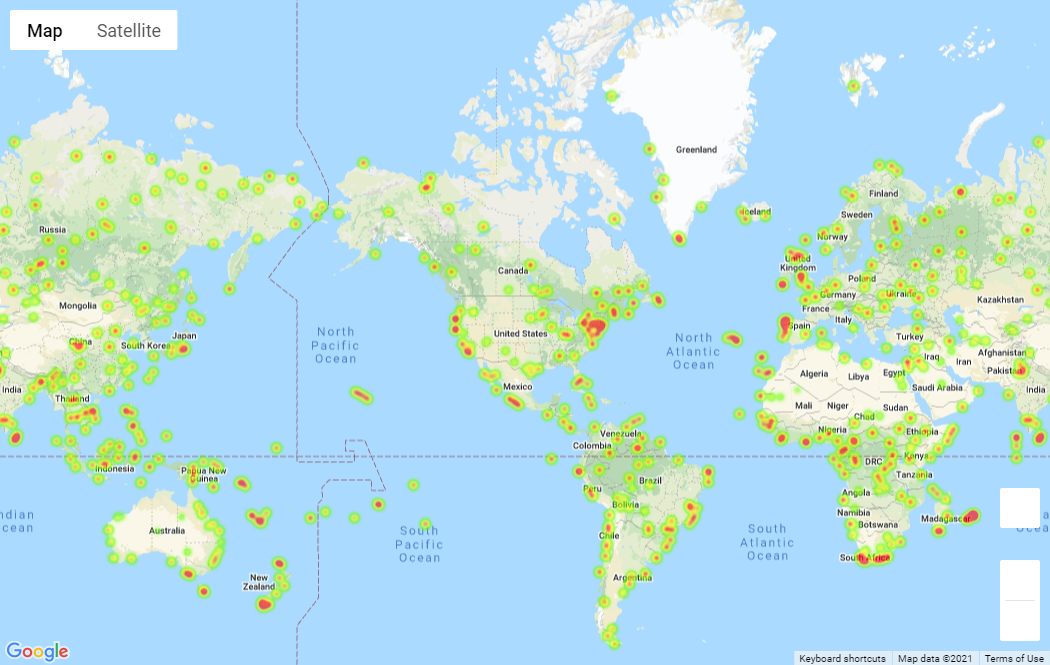 Map Satellite
Greenland
Iceland
Finland
Sweden
Norway
Russia
United
Kingdom
Poland
Canada
Germany
Ukraine
Kazakhstan
Mongolia
France
North
Pacific
Ocean
United States
North
Atlantic
Ocean
Spain
Italy
Japan
China
South Korea
Turkey
Afghanistan
Iraq
Iran
Pakistan
Algeria
Libya
Egypt
Mexico
Saudi Arabia
India
India
Thailand
Mali
Niger
Sudan
Chad
Nigeria
Ethiopia
Venezuela
Colombia
Kenya
DRC
Indonesia
Papua New
Guinea
Tanzania
Brazil
Peru
Angola
Bolivia
Namibia
Madagascar
Botswana
ndian
cean
Australia
South
Pacific
Ocean
South
Atlantic
Ocean
Chile
South Africa
New
Zealand
Argentina
Google
Keyboard shortcuts Map data ©2021 Terms of Use